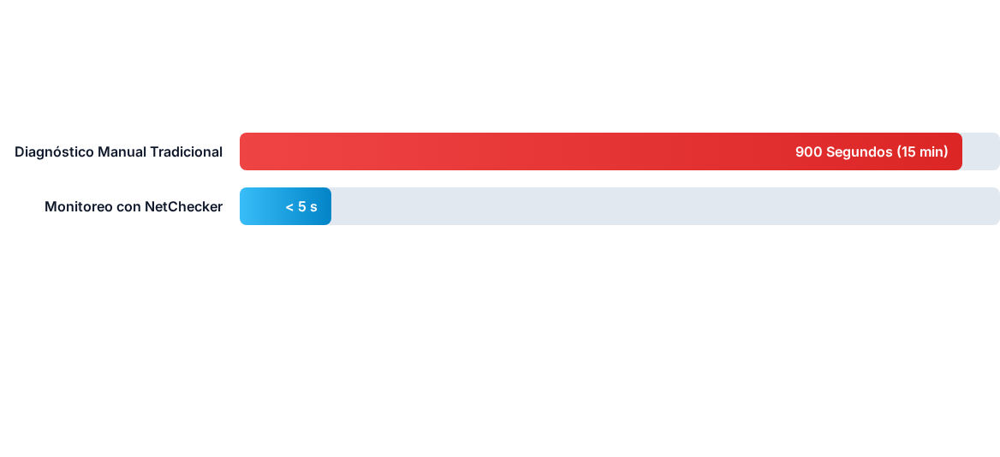 Diagnóstico Manual Tradicional 900 Segundos (15 min)
Monitoreo con NetChecker < 5 s